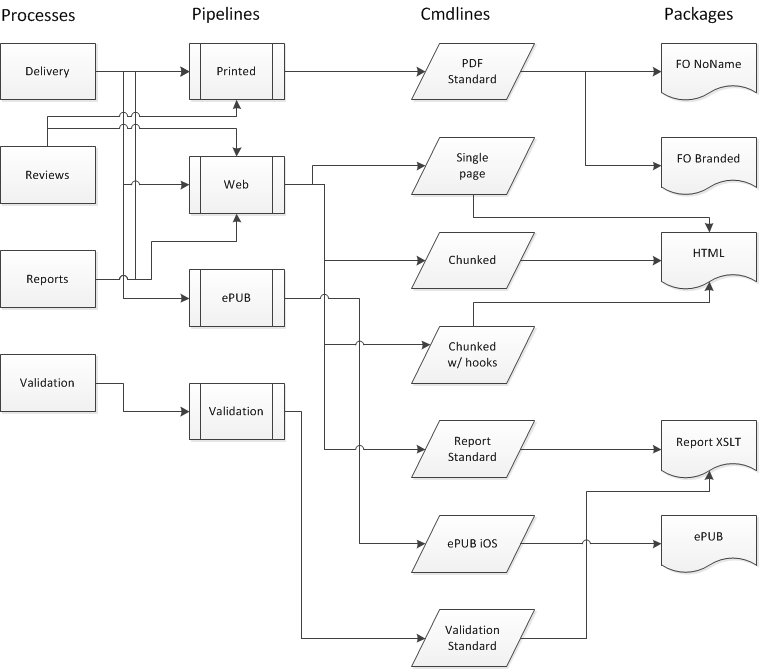 Processes
Pipelines
Cmdlines
Packages
Delivery
Printed
PDF
Standard
FO NoName
Reviews
Web
Single
page
FO Branded
Reports
ePUB
Chunked
HTML
Chunked
w/ hooks
Validation
Validation
Report
Standard
Report XSLT
ePUB iOS
ePUB
Validation
Standard